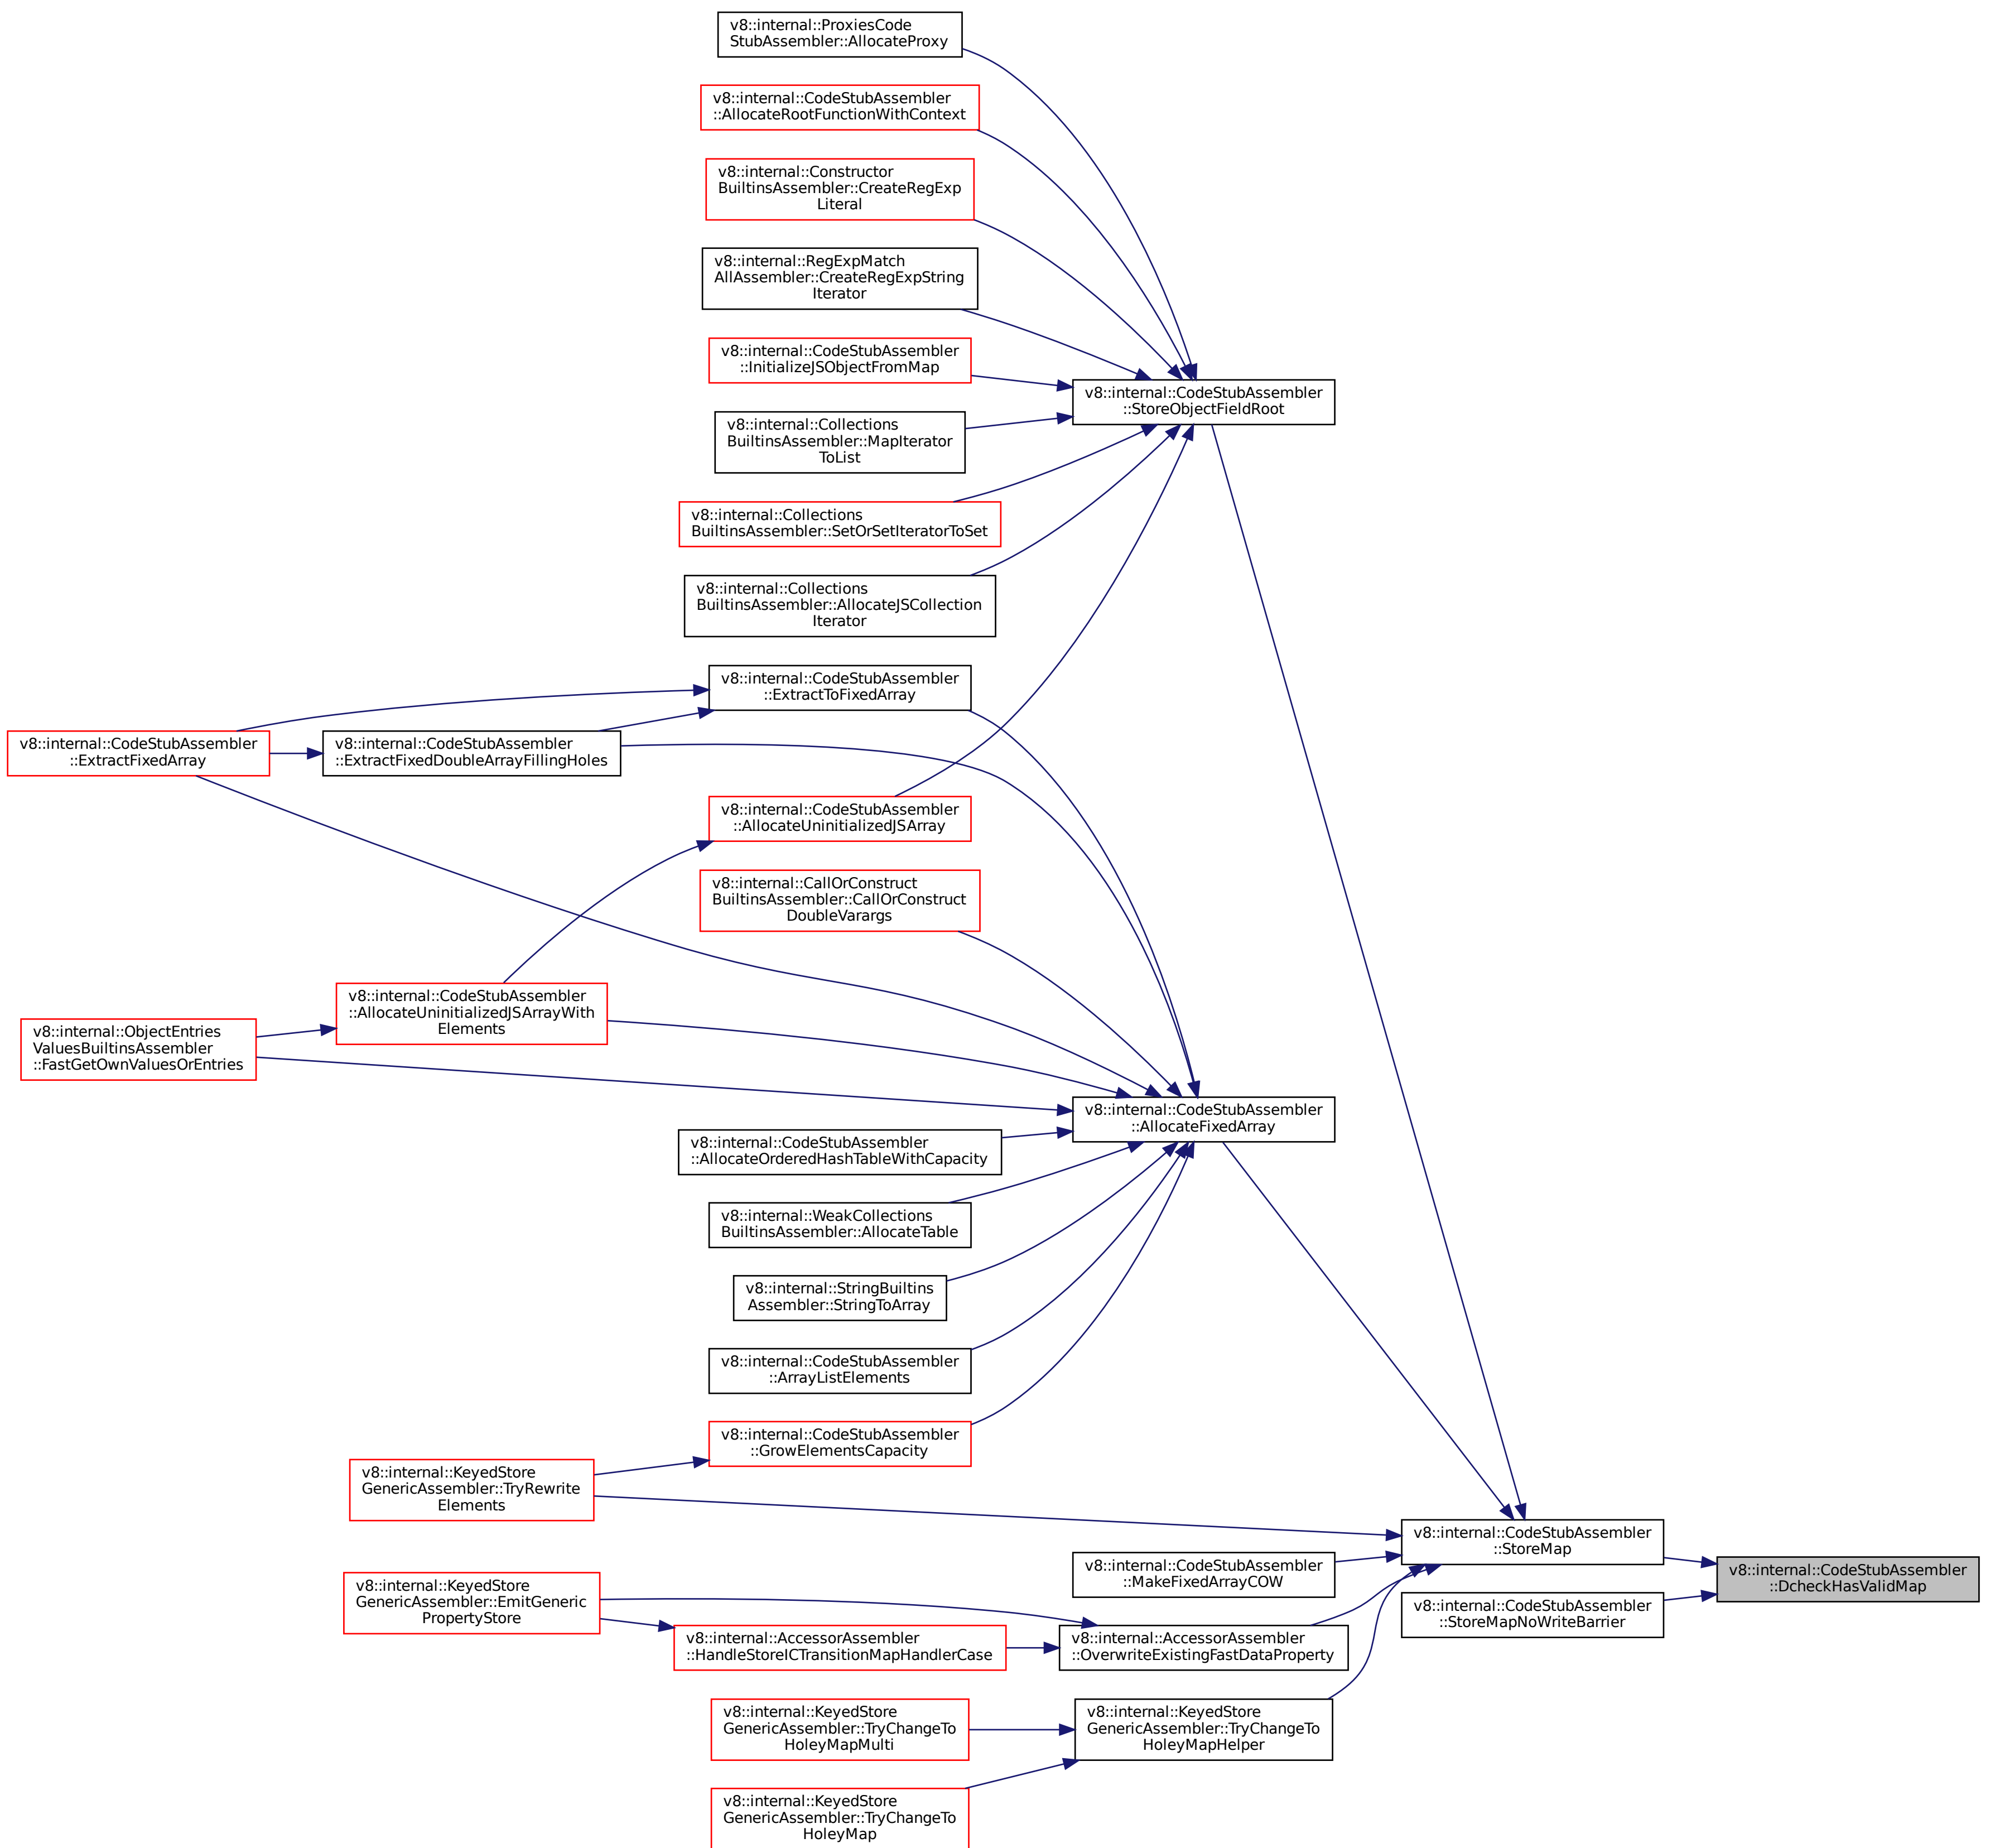 v8::internal::ProxiesCode
StubAssembler::AllocateProxy
v8::internal::CodeStubAssembler
::AllocateRootFunctionWithContext
v8::internal::Constructor
BuiltinsAssembler::CreateRegExp
Literal
v8::internal::RegExpMatch
AllAssembler::CreateRegExpString
Iterator
v8::internal::CodeStubAssembler
::InitializeJSObjectFromMap
v8::internal::CodeStubAssembler
::StoreObjectFieldRoot
v8::internal::Collections
BuiltinsAssembler::MapIterator
ToList
v8::internal::Collections
BuiltinsAssembler::SetOrSetIteratorToSet
v8::internal::Collections
BuiltinsAssembler::AllocateJSCollection
Iterator
v8::internal::CodeStubAssembler
::ExtractToFixedArray
v8::internal::CodeStubAssembler
::ExtractFixedArray
v8::internal::CodeStubAssembler
::ExtractFixedDoubleArrayFillingHoles
v8::internal::CodeStubAssembler
::AllocateUninitializedJSArray
v8::internal::CallOrConstruct
BuiltinsAssembler::CallOrConstruct
DoubleVarargs
v8::internal::CodeStubAssembler
::AllocateUninitializedJSArrayWith
Elements
v8::internal::ObjectEntries
ValuesBuiltinsAssembler
::FastGetOwnValuesOrEntries
v8::internal::CodeStubAssembler
::AllocateFixedArray
v8::internal::CodeStubAssembler
::AllocateOrderedHashTableWithCapacity
v8::internal::WeakCollections
BuiltinsAssembler::AllocateTable
v8::internal::StringBuiltins
Assembler::StringToArray
v8::internal::CodeStubAssembler
::ArrayListElements
v8::internal::CodeStubAssembler
::GrowElementsCapacity
v8::internal::KeyedStore
GenericAssembler::TryRewrite
Elements
v8::internal::CodeStubAssembler
::StoreMap
v8::internal::CodeStubAssembler
::MakeFixedArrayCOW
v8::internal::CodeStubAssembler
::DcheckHasValidMap
v8::internal::KeyedStore
GenericAssembler::EmitGeneric
PropertyStore
v8::internal::CodeStubAssembler
::StoreMapNoWriteBarrier
v8::internal::AccessorAssembler
::HandleStoreICTransitionMapHandlerCase
v8::internal::AccessorAssembler
::OverwriteExistingFastDataProperty
v8::internal::KeyedStore
GenericAssembler::TryChangeTo
HoleyMapMulti
v8::internal::KeyedStore
GenericAssembler::TryChangeTo
HoleyMapHelper
v8::internal::KeyedStore
GenericAssembler::TryChangeTo
HoleyMap